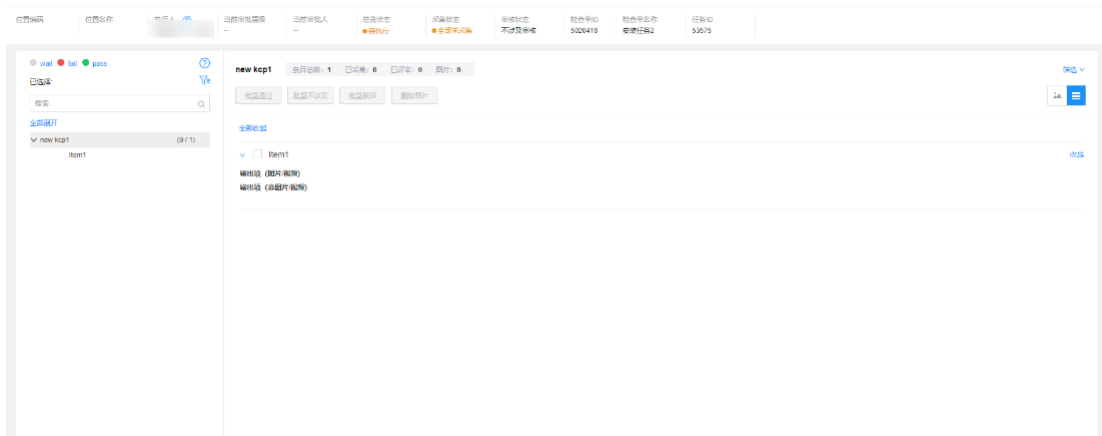 位置编码 位置名称 执行人 当前审批层级 当前审批人 总览状态 采集状态 审核状态 检查单ID 检查单名称 任务ID
-- -- 待执行 全部未采集 不涉及审核 5020418 安装任务2 53575
wait fail pass
已选择:
搜索
全部展开
new kcp1 (0 / 1)
Item1
new kcp1 条目总数: 1 已采集: 0 已评审: 0 照片: 0 筛选
批量通过 批量不涉及 批量驳回 删除照片
全部收起
Item1 收起
输出项 (图片/视频)
输出项 (非图片/视频)